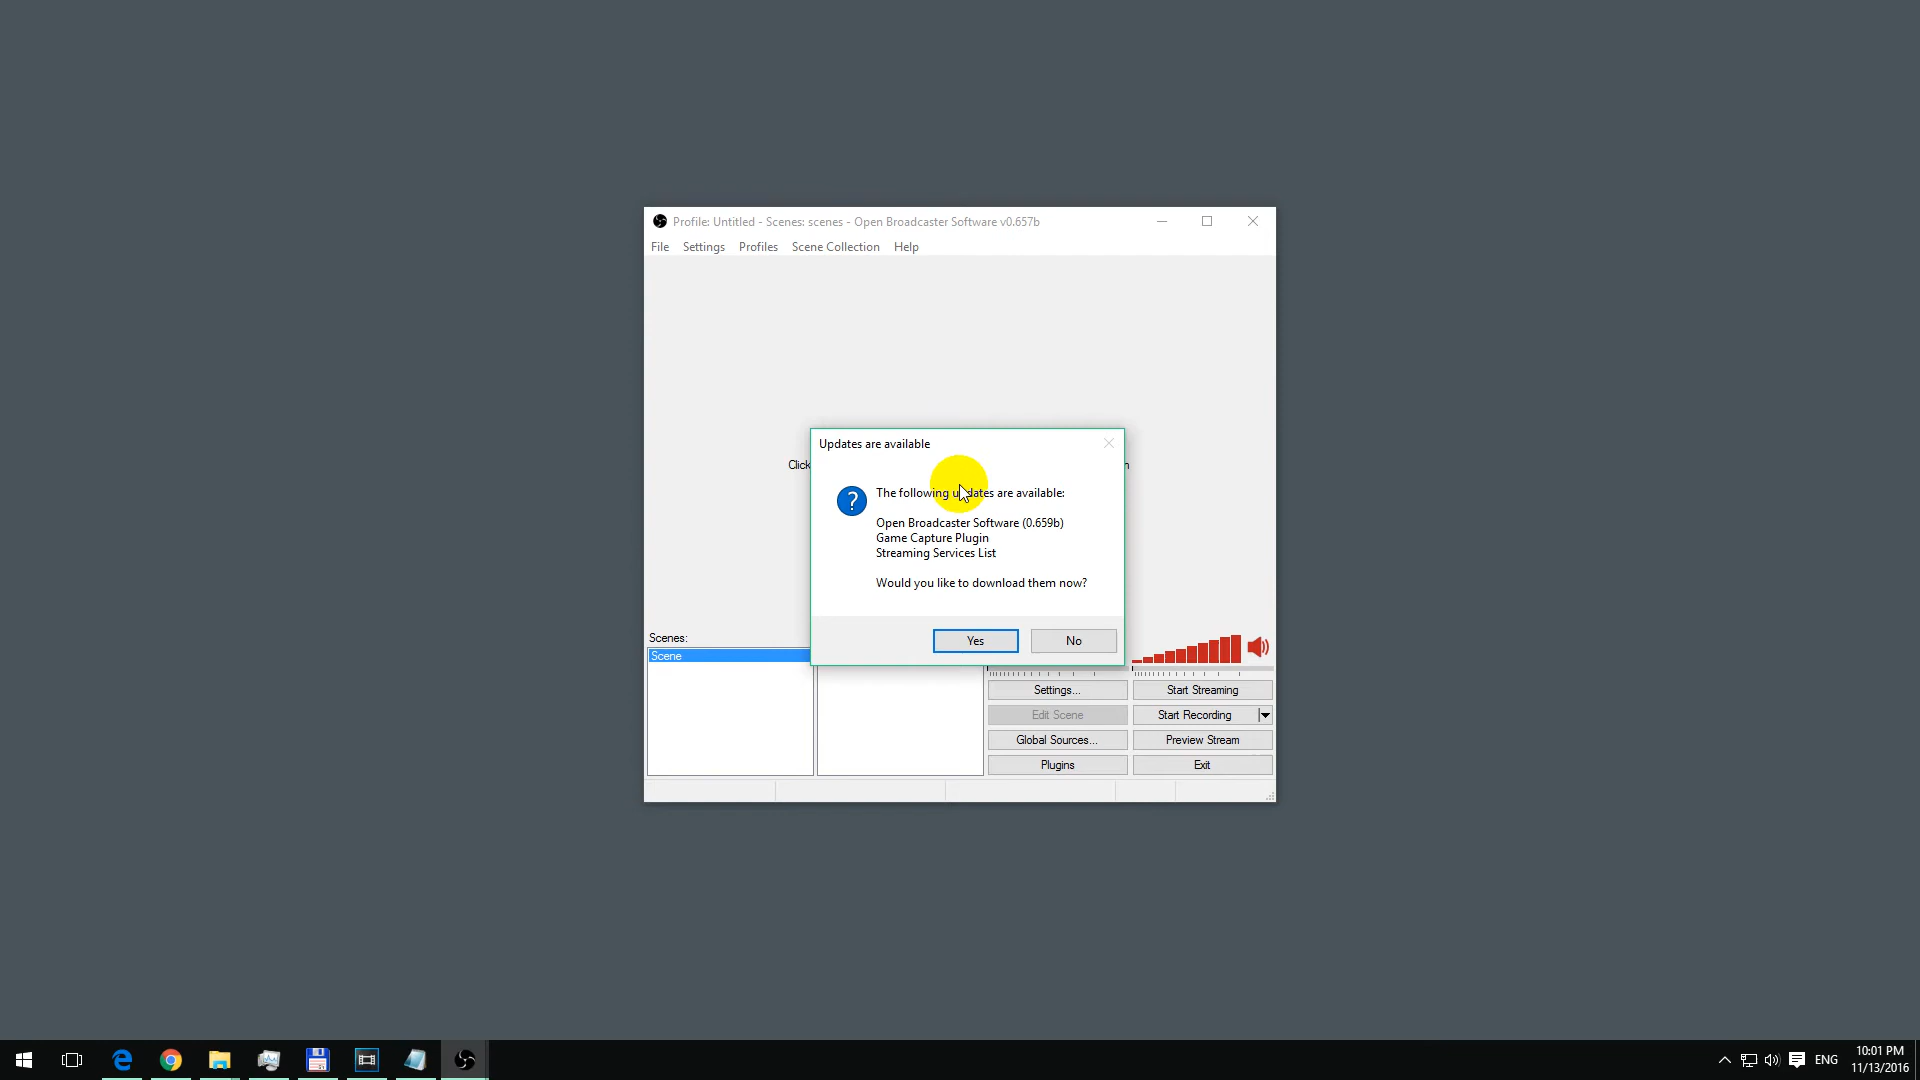 Profile: Untitled - Scenes: scenes - Open Broadcaster Software v0.657b
File Settings Profiles Scene Collection Help
Updates are available
Click
n
?
The following updates are available:
Open Broadcaster Software (0.659b)
Game Capture Plugin
Streaming Services List
Would you like to download them now?
Yes No
Scenes:
Scene
Settings... Start Streaming
Edit Scene Start Recording
Global Sources... Preview Stream
Plugins Exit
ENG
10:01 PM
11/13/2016